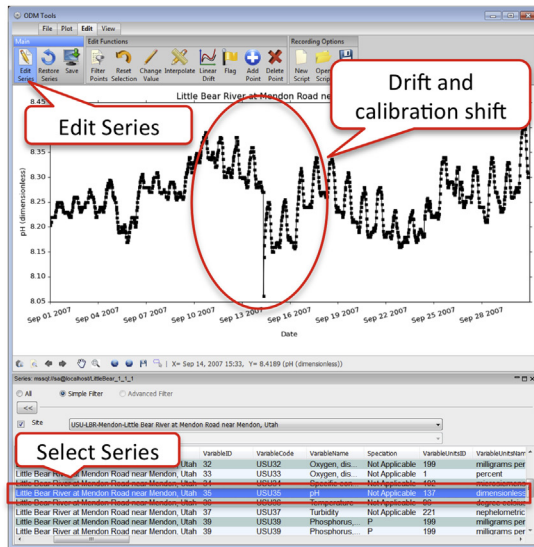 ODM Tools
File Plot Edit View
Main Edit Functions Recording Options
Edit Series
Restore Series
Save
Filter Points
Reset Selection
Change Value
Interpolate
Linear Drift
Flag
Add Point
Delete Point
New Script
Script
Drift and
calibration shift
Little Bear River at Mendon Road near
Edit Series
8.45
8.35
8.30
8.25
8.20
8.15
8.10
8.05
pH (dimensionless)
Sep 01 2007 Sep 04 2007 Sep 07 2007 Sep 10 2007 Sep 13 2007 Sep 16 2007 Sep 19 2007 Sep 22 2007 Sep 25 2007 Sep 28 2007
Date
X= Sep 14, 2007 15:33, Y= 8.4189 (pH (dimensionless))
Series: mssql://sa@localhost/LittleBear_1_1_1
All Simple Filter Advanced Filter
<<
Site USU-LBR-Mendon-Little Bear River at Mendon Road near Mendon, Utah
Select Series
VariableID VariableCode VariableName Speciation VariableUnitsID VariableUnitsNam
Little Bear River at Mendon Road near Mendon, Utah 32 USU32 Oxygen, dis... Not Applicable 199 milligrams per
Little Bear River at Mendon Road near Mendon, Utah 33 USU33 Oxygen, dis... Not Applicable 1 percent
Little Bear River at Mendon Road near Mendon, Utah 35 USU35 pH Not Applicable 137 dimensionless
Little Bear River at Mendon Road near Mendon, Utah 37 USU37 Turbidity Not Applicable 221 nephelometric
Little Bear River at Mendon Road near Mendon, Utah 39 USU39 Phosphorus,... P 199 milligrams per
Little Bear River at Mendon Road near Mendon, Utah 39 USU39 Phosphorus,... P 199 milligrams per